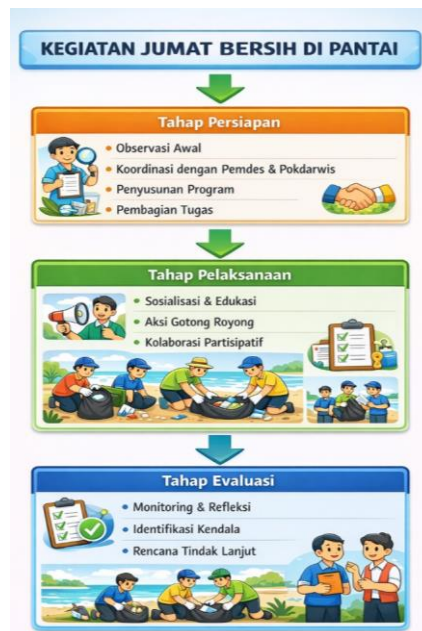 KEGIATAN JUMAT BERSIH DI PANTAI
Tahap Persiapan
• Observasi Awal
• Koordinasi dengan Pemdes & Pokdarwis
• Penyusunan Program
• Pembagian Tugas
Tahap Pelaksanaan
• Sosialisasi & Edukasi
• Aksi Gotong Royong
• Kolaborasi Partisipatif
Tahap Evaluasi
• Monitoring & Refleksi
• Identifikasi Kendala
• Rencana Tindak Lanjut